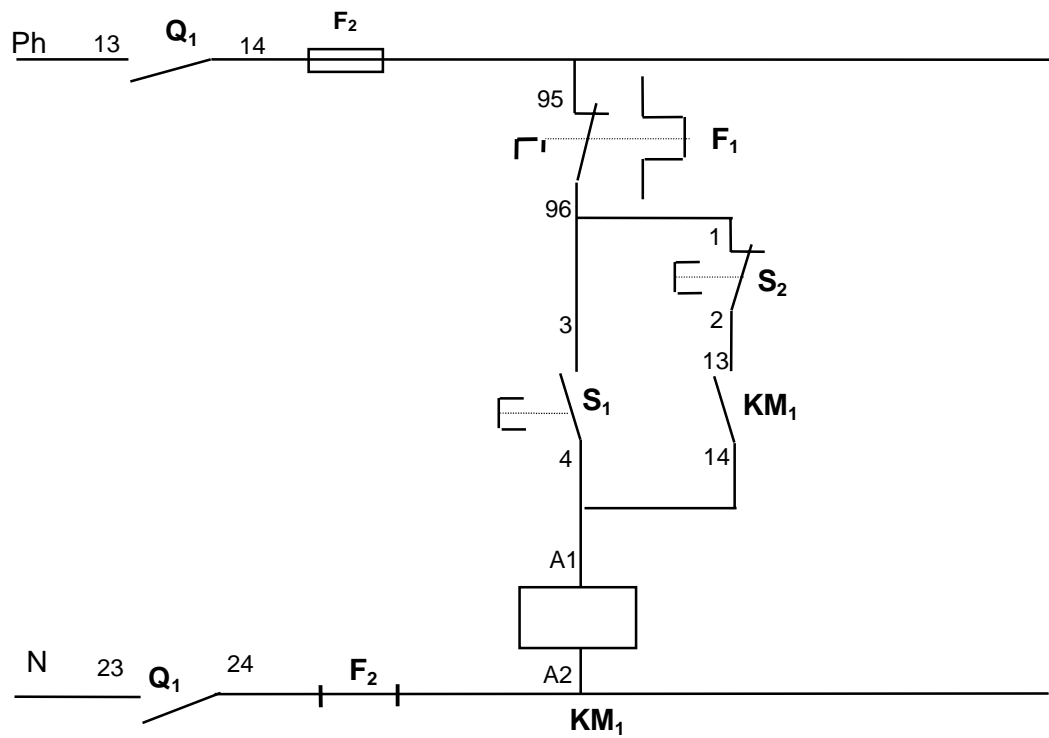 Ph 13 Q₁ 14 F₂
95
F₁
96
1
S₂
2
3
13
S₁ KM₁
4 14
A1
N 23 Q₁ 24 F₂ A2
KM₁